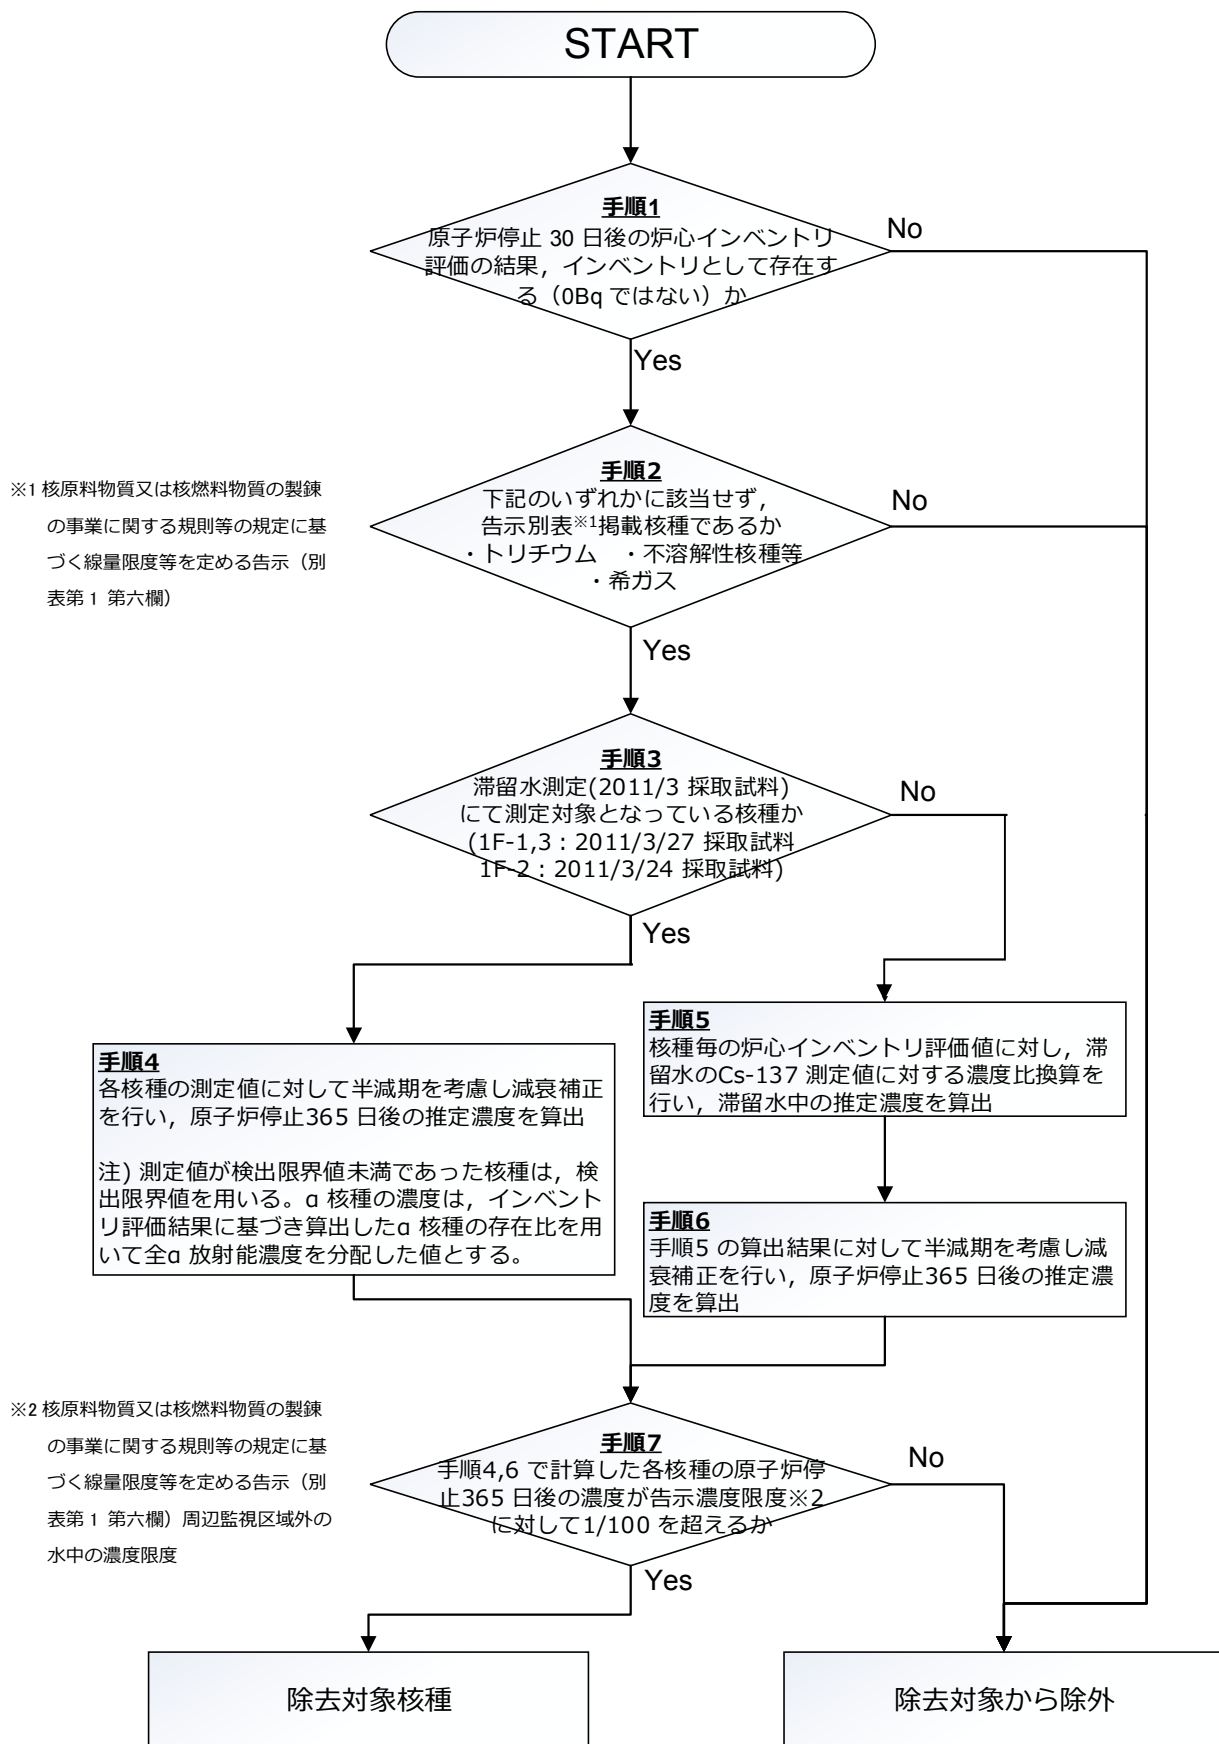 START
手順1
原子炉停止 30 日後の炉心インベントリ
評価の結果，インベントリとして存在す
る（0Bq ではない）か
No
Yes
※1 核原料物質又は核燃料物質の製錬
の事業に関する規則等の規定に基
づく線量限度等を定める告示（別
表第 1 第六欄）
手順2
下記のいずれかに該当せず，
告示別表※1掲載核種であるか
・トリチウム ・不溶解性核種等
・希ガス
No
Yes
手順3
滞留水測定(2011/3 採取試料)
にて測定対象となっている核種か
(1F-1,3：2011/3/27 採取試料
1F-2：2011/3/24 採取試料)
No
Yes
手順4
各核種の測定値に対して半減期を考慮し減衰補正
を行い，原子炉停止365 日後の推定濃度を算出
注) 測定値が検出限界値未満であった核種は，検
出限界値を用いる。α 核種の濃度は，インベント
リ評価結果に基づき算出したα 核種の存在比を用
いて全α 放射能濃度を分配した値とする。
手順5
核種毎の炉心インベントリ評価値に対し，滞
留水のCs-137 測定値に対する濃度比換算を
行い，滞留水中の推定濃度を算出
手順6
手順5 の算出結果に対して半減期を考慮し減
衰補正を行い，原子炉停止365 日後の推定濃
度を算出
※2 核原料物質又は核燃料物質の製錬
の事業に関する規則等の規定に基
づく線量限度等を定める告示（別
表第 1 第六欄）周辺監視区域外の
水中の濃度限度
手順7
手順4,6 で計算した各核種の原子炉停
止365 日後の濃度が告示濃度限度※2
に対して1/100 を超えるか
No
Yes
除去対象核種
除去対象から除外